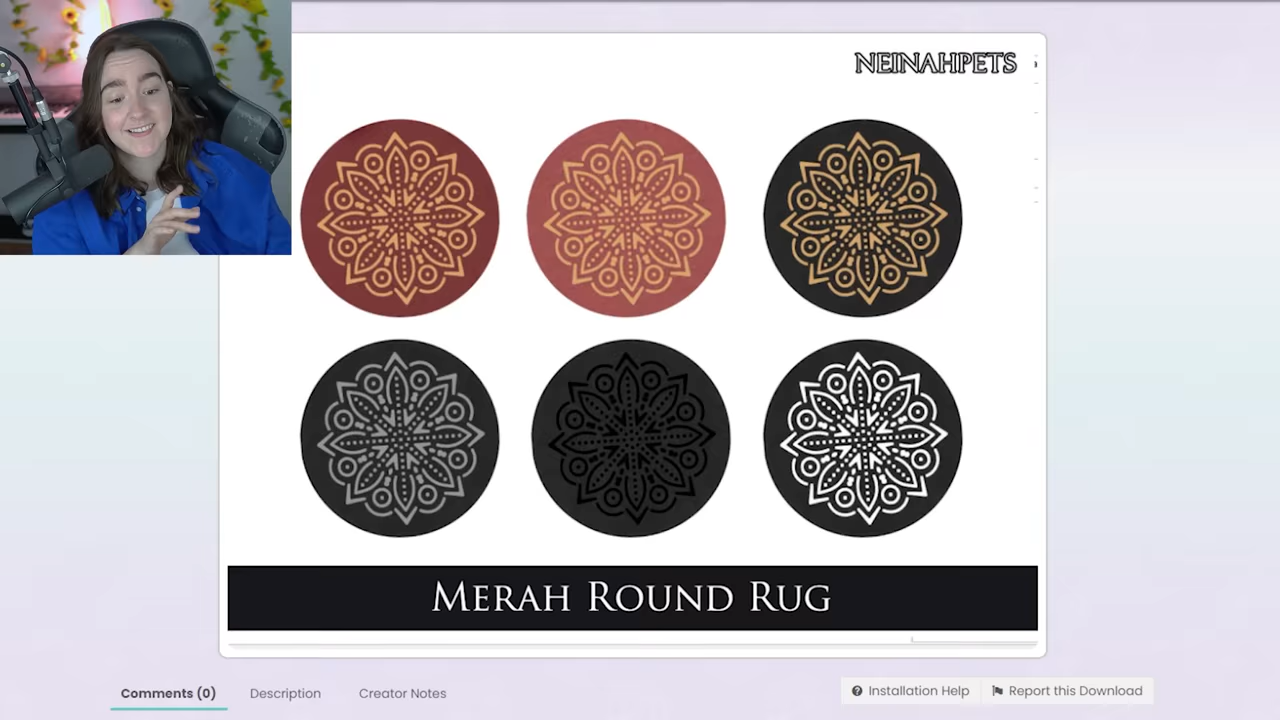 NEINAHPETS
Merah Round Rug
Comments (0) Description Creator Notes
Installation Help Report this Download